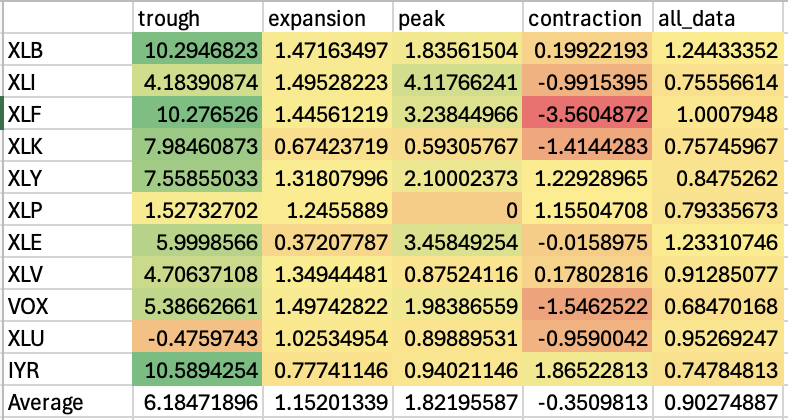 trough expansion peak contraction all_data
XLB 10.2946823 1.47163497 1.83561504 0.19922193 1.24433352
XLI 4.18390874 1.49528223 4.11766241 -0.9915395 0.75556614
XLF 10.276526 1.44561219 3.23844966 -3.5604872 1.0007948
XLK 7.98460873 0.67423719 0.59305767 -1.4144283 0.75745967
XLY 7.55855033 1.31807996 2.10002373 1.22928965 0.8475262
XLP 1.52732702 1.2455889 0 1.15504708 0.79335673
XLE 5.9998566 0.37207787 3.45849254 -0.0158975 1.23310746
XLV 4.70637108 1.34944481 0.87524116 0.17802816 0.91285077
VOX 5.38662661 1.49742822 1.98386559 -1.5462522 0.68470168
XLU -0.4759743 1.02534954 0.89889531 -0.9590042 0.95269247
IYR 10.5894254 0.77741146 0.94021146 1.86522813 0.74784813
Average 6.18471896 1.15201339 1.82195587 -0.3509813 0.90274887